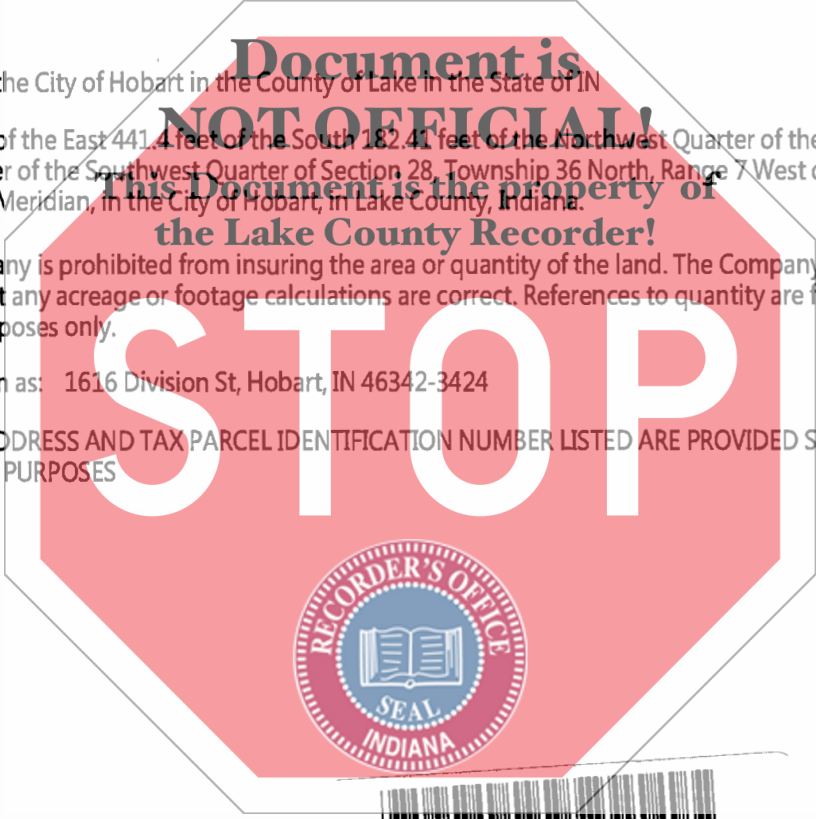 Document is
he City of Hobart in the County of Lake in the State of IN
NOT OFFICIAL!
of the East 441.4 feet of the South 182.41 feet of the Northwest Quarter of the
r of the Southwest Quarter of Section 28, Township 36 North, Range 7 West
This Document is the property of
Meridian, in the City of Hobart, in Lake County, Indiana.
the Lake County Recorder!
ny is prohibited from insuring the area or quantity of the land. The Company
t any acreage or footage calculations are correct. References to quantity are f
poses only.
STOP
n as: 1616 Division St, Hobart, IN 46342-3424
DDRESS AND TAX PARCEL IDENTIFICATION NUMBER LISTED ARE PROVIDED S
PURPOSES
RECORDER'S OFFICE
SEAL
INDIANA